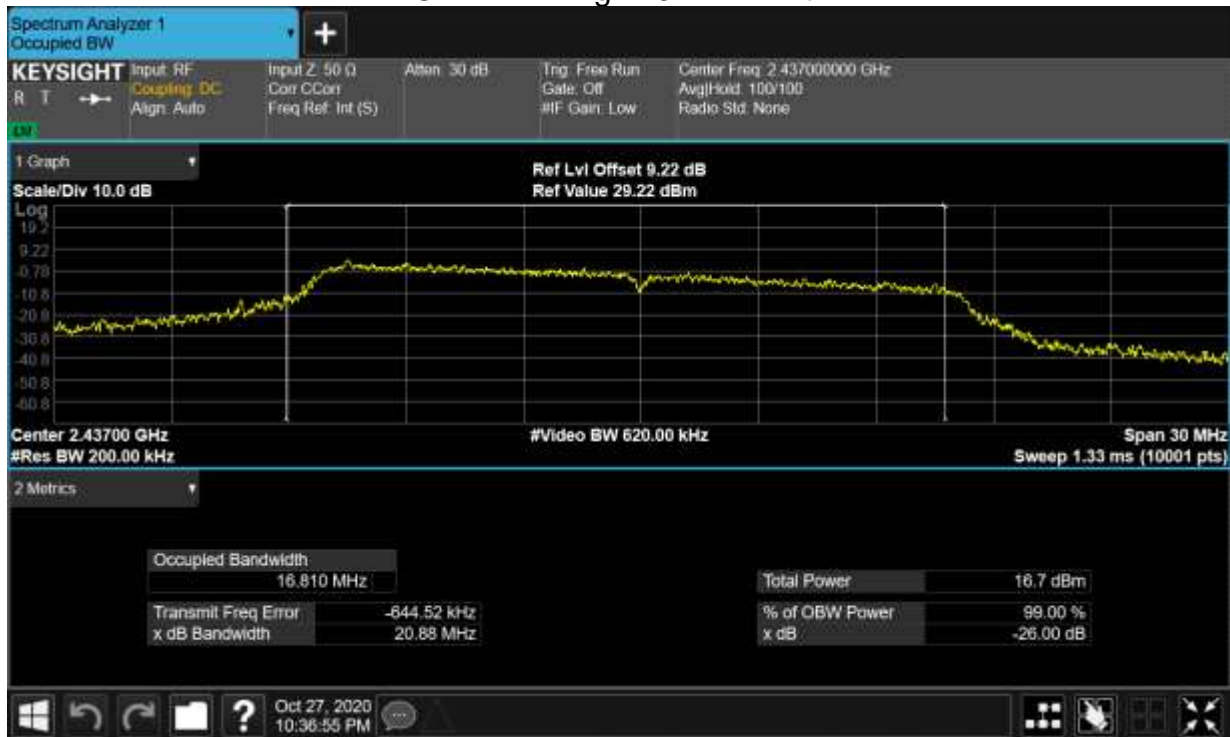 Spectrum Analyzer 1
Occupied BW
+
KEYSIGHT
R T
Input: RF
Coupling: DC
Align: Auto
Input Z: 50 Ω
Corr CCorr
Freq Ref: Int (S)
Atten: 30 dB
Trig: Free Run
Gate: Off
#IF Gain: Low
Center Freq: 2.437000000 GHz
Avg|Hold: 100/100
Radio Std: None
1 Graph
Scale/Div 10.0 dB
Ref Lvl Offset 9.22 dB
Ref Value 29.22 dBm
Log
19.2
9.22
-0.78
-10.8
-20.8
-30.8
-40.8
-50.8
-60.8
Center 2.43700 GHz
#Res BW 200.00 kHz
#Video BW 620.00 kHz
Span 30 MHz
Sweep 1.33 ms (10001 pts)
2 Metrics
Occupied Bandwidth
16.810 MHz
Total Power 16.7 dBm
Transmit Freq Error -644.52 kHz
% of OBW Power 99.00 %
x dB Bandwidth 20.88 MHz
x dB -26.00 dB
?
Oct 27, 2020
10:36:55 PM